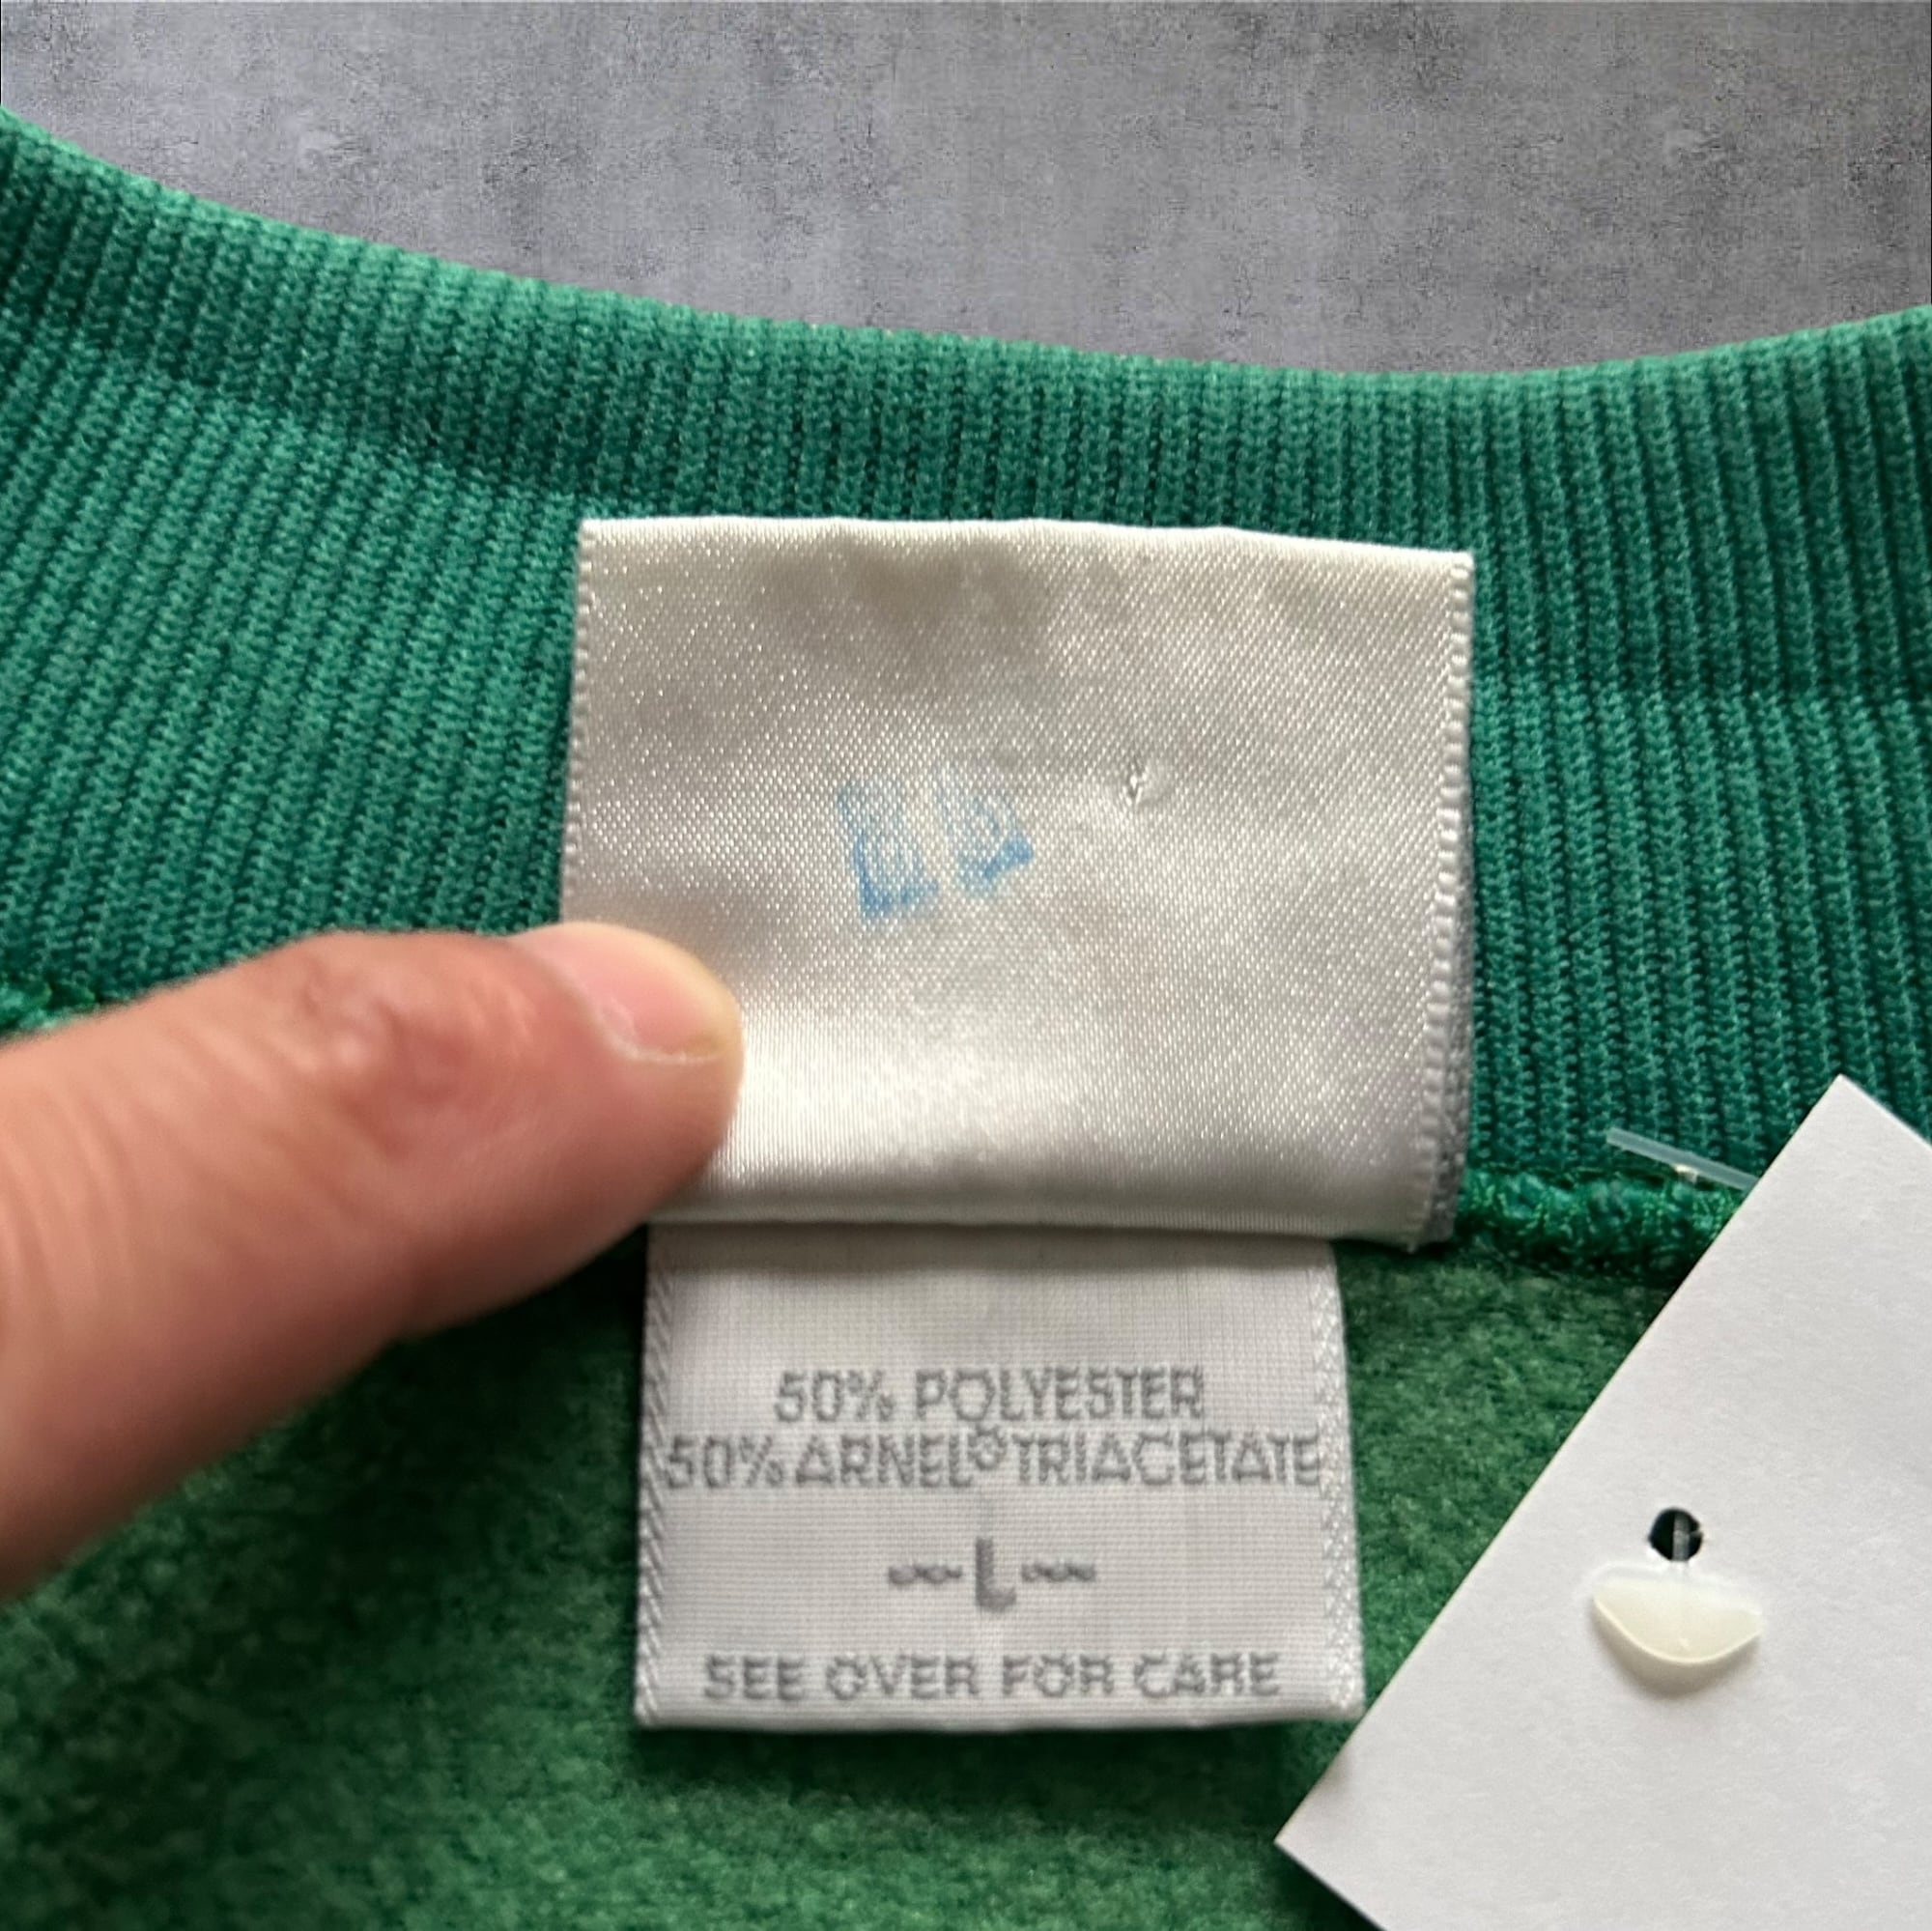 50% POLYESTER
50% ARNEL® TRIACETATE
L
SEE OVER FOR CARE